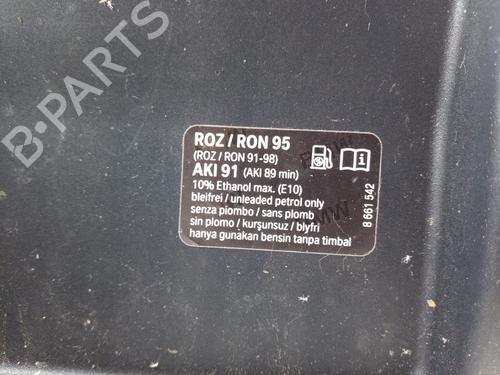 B-PARTS
ROZ / RON 95
(ROZ / RON 91-98)
AKI 91 (AKI 89 min)
10% Ethanol max. (E10)
bleifrei / unleaded petrol only
senza piombo / sans plomb
sin plomo / kurşunsuz / blyfri
hanya gunakan bensin tanpa timbal
8 661 542